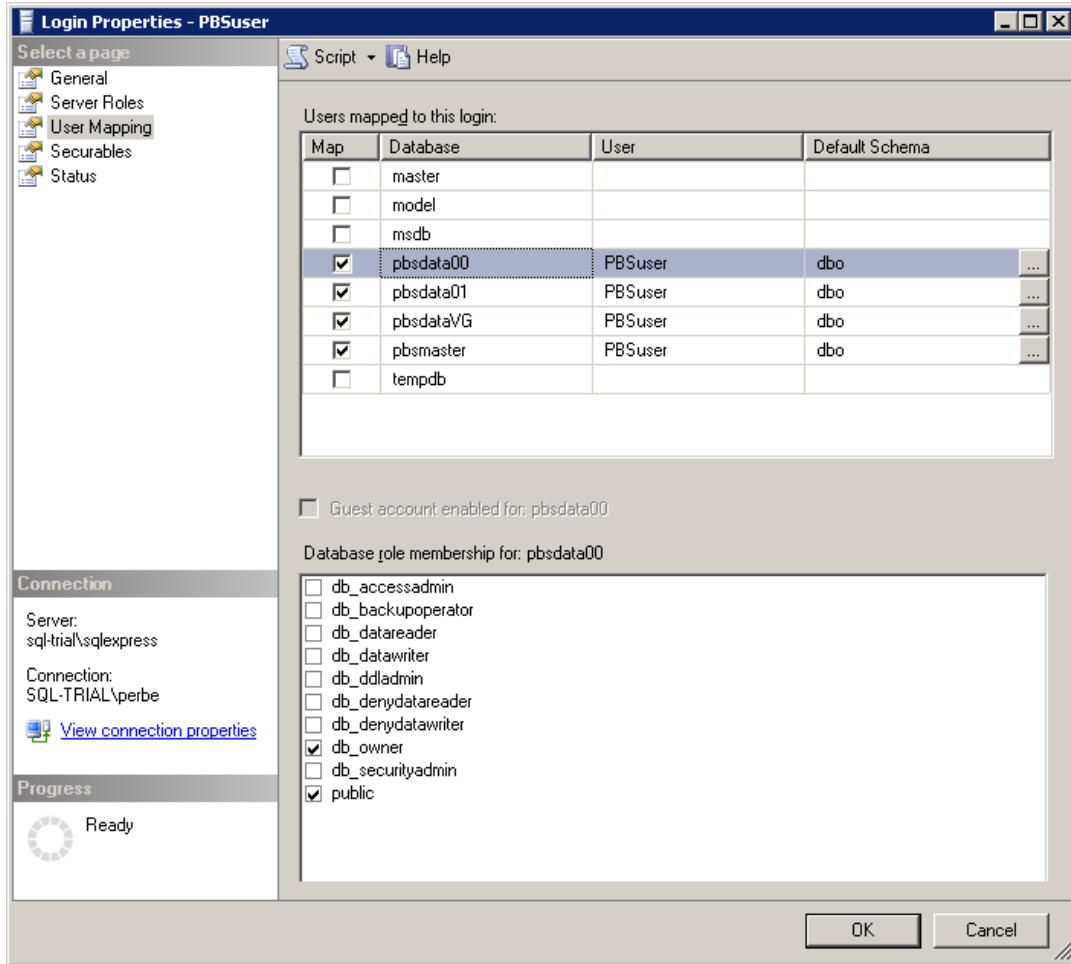 Login Properties - PBSuser
Select a page
General
Server Roles
User Mapping
Securables
Status
Script
Help
Users mapped to this login:
Map Database User Default Schema
master
model
msdb
pbsdata00 PBSuser dbo ...
pbsdata01 PBSuser dbo ...
pbsdataVG PBSuser dbo ...
pbsmaster PBSuser dbo ...
tempdb
Guest account enabled for: pbsdata00
Database role membership for: pbsdata00
db_accessadmin
db_backupoperator
db_datareader
db_datawriter
db_ddladmin
db_denydatareader
db_denydatawriter
db_owner
db_securityadmin
public
Connection
Server:
sql-trial\sqlexpress
Connection:
SQL-TRIAL\perbe
View connection properties
Progress
Ready
OK Cancel